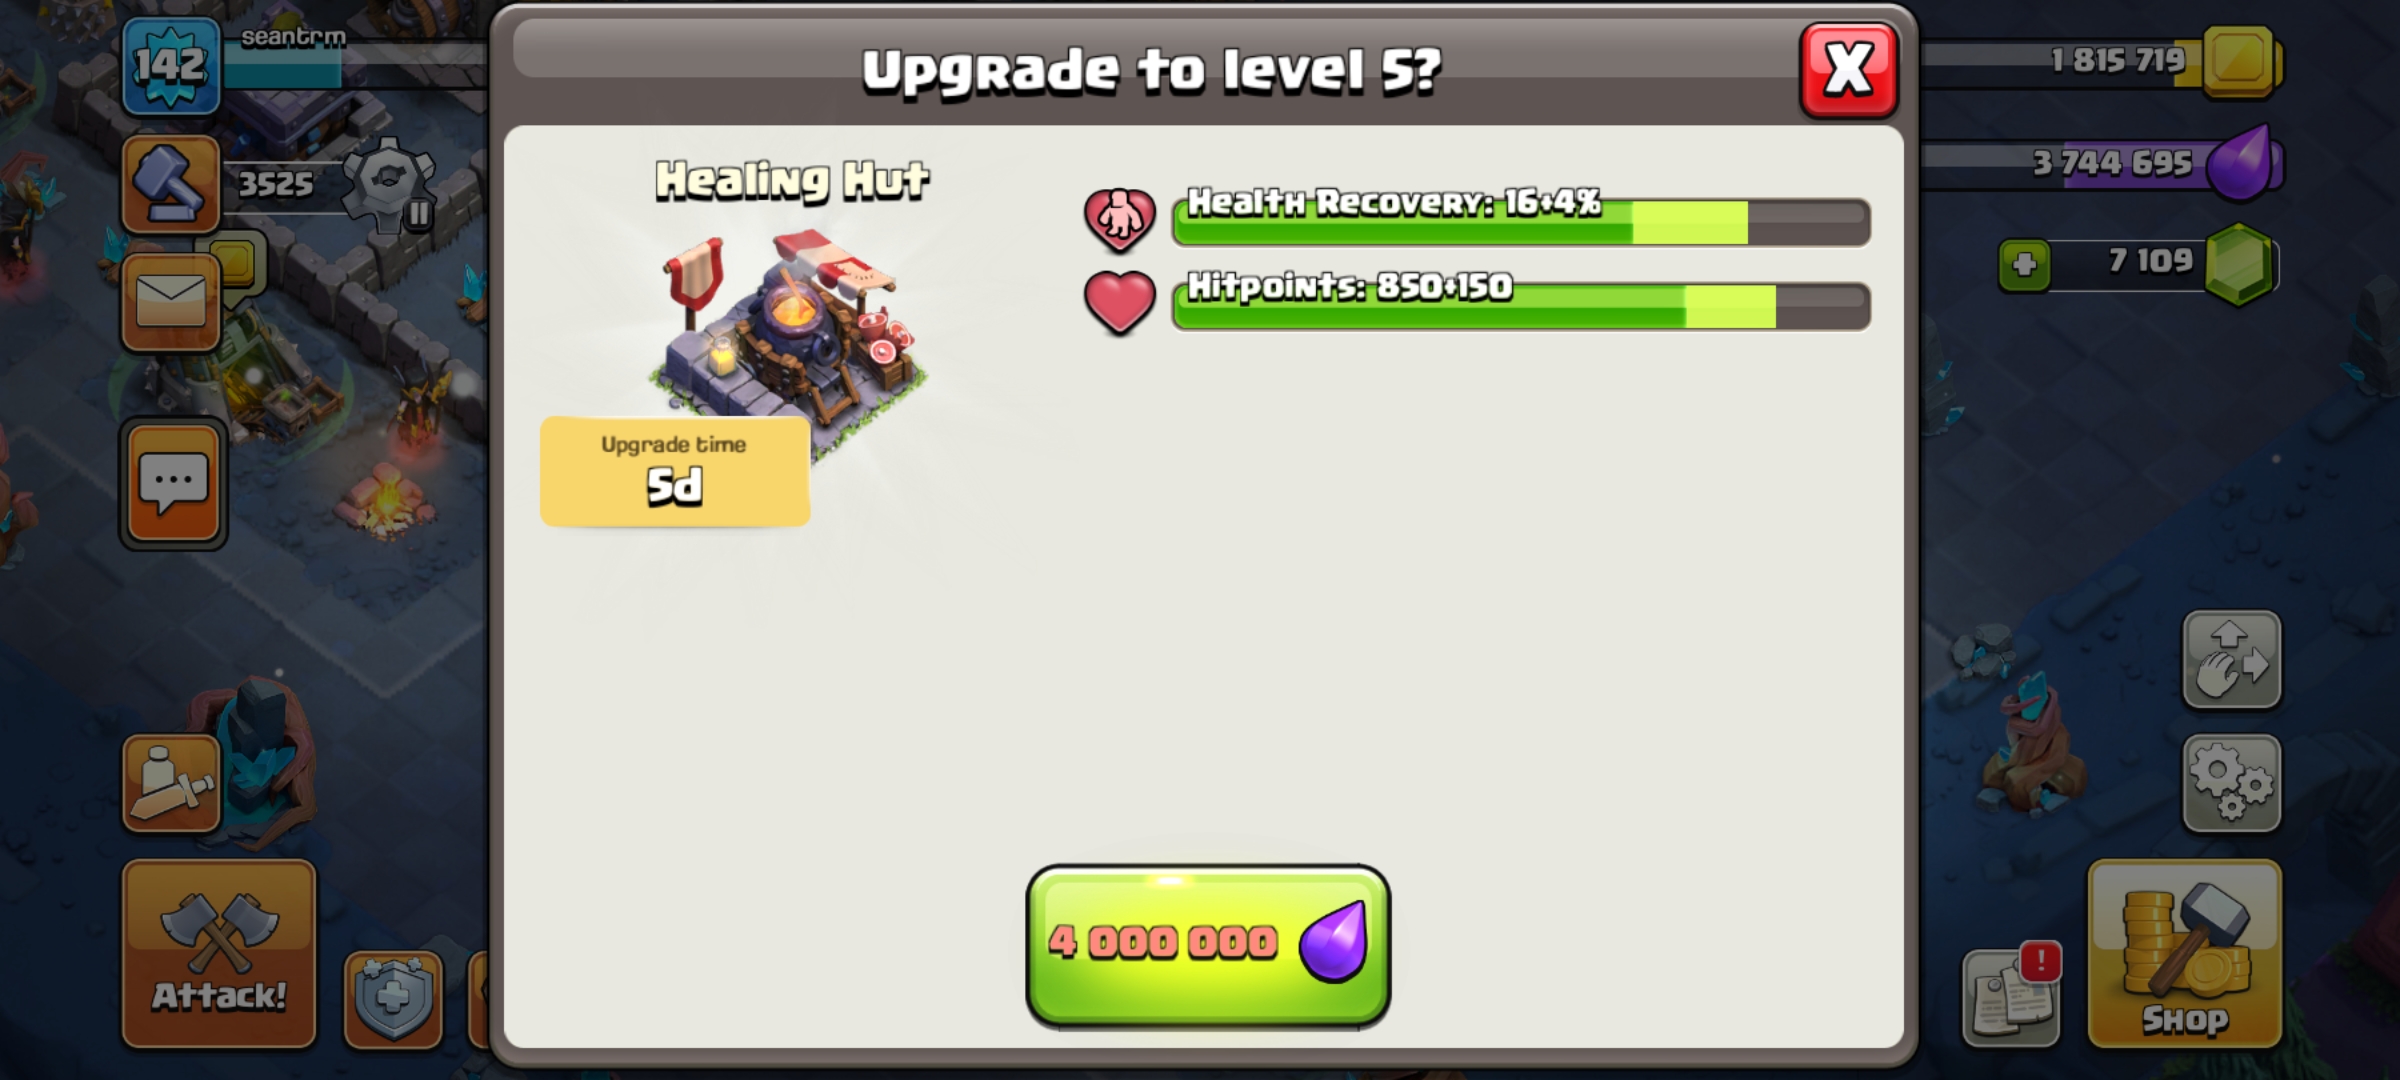 142
seantrm
3525
Upgrade to level 5?
X
1 815 719
3 744 695
7 109
Healing Hut
Health Recovery: 16+4%
Hitpoints: 850+150
Upgrade time
5d
4 000 000
Attack!
!
Shop